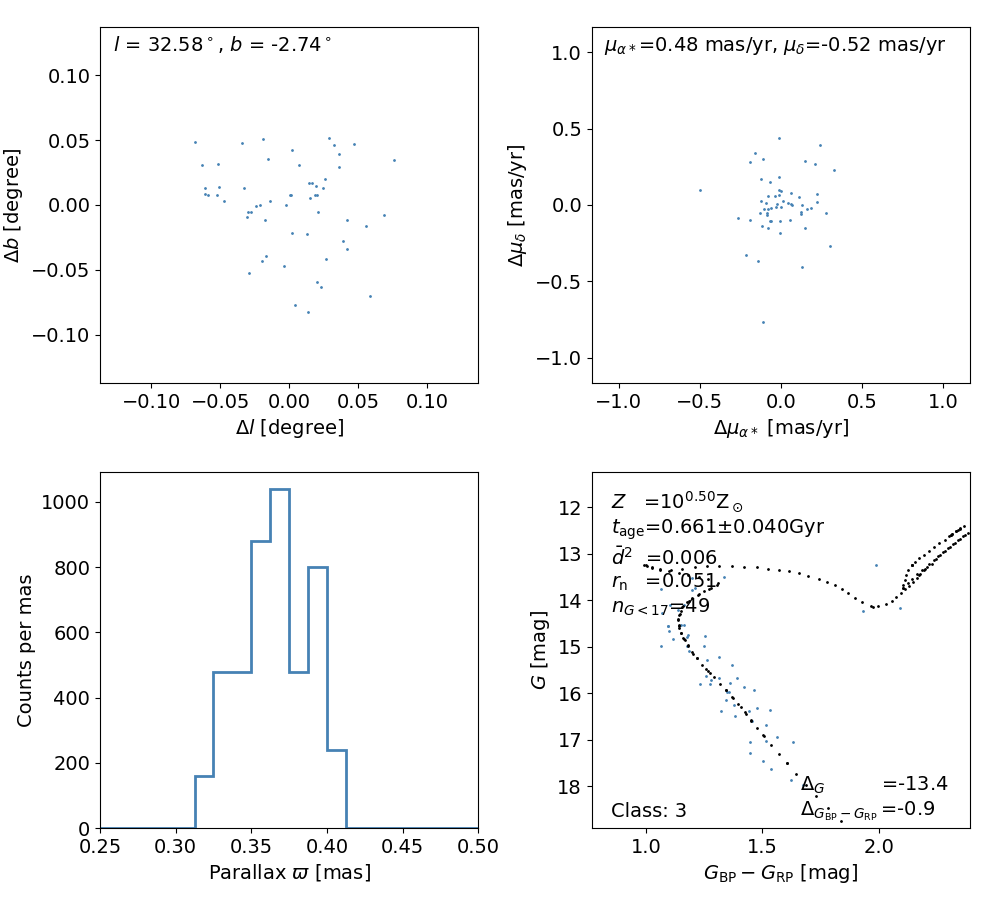 l = 32.58°, b = -2.74°
0.10
0.05
0.00
−0.05
−0.10
Δb [degree]
−0.10 −0.05 0.00 0.05 0.10
Δl [degree]
μα*=0.48 mas/yr, μδ=-0.52 mas/yr
1.0
0.5
0.0
−0.5
−1.0
Δμδ [mas/yr]
−1.0 −0.5 0.0 0.5 1.0
Δμα* [mas/yr]
1000
800
600
400
200
0
Counts per mas
0.25 0.30 0.35 0.40 0.45 0.50
Parallax ϖ [mas]
Z =10^0.50Z⊙
t_age=0.661±0.040Gyr
d̄² =0.006
r_n =0.051
n_G<17=49
12
13
14
15
16
17
18
G [mag]
Δ_G =-13.4
Class: 3 Δ_G_BP−G_RP=-0.9
1.0 1.5 2.0
G_BP − G_RP [mag]